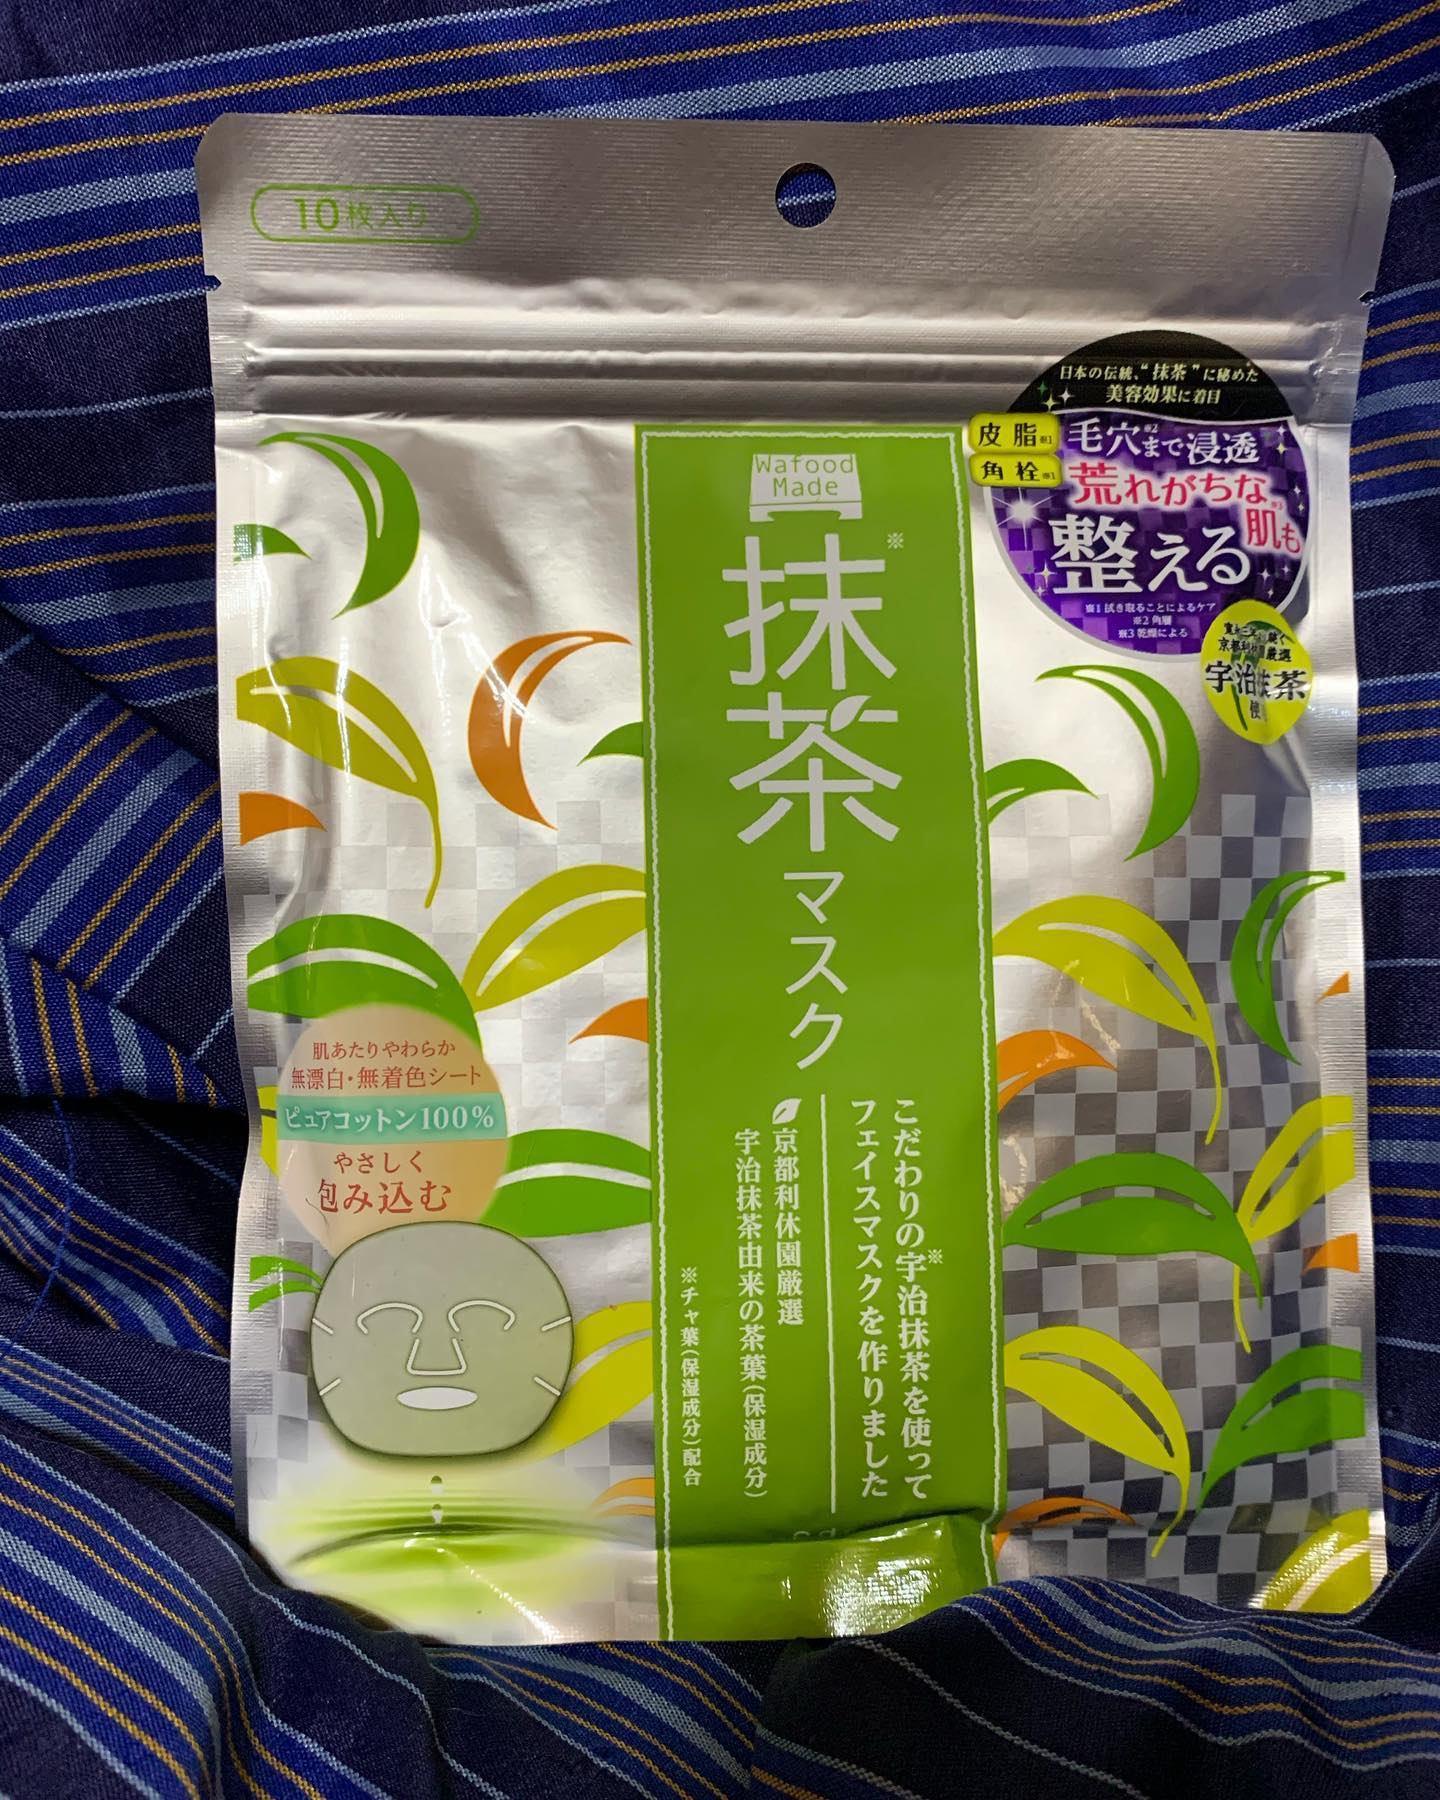 10枚入り
日本の伝統、“抹茶”に秘めた
美容効果に着目
皮脂※1
角栓※1
毛穴※2まで浸透
荒れがちな※3
肌も
整える
※1 拭き取ることによるケア
※2 角層
※3 乾燥による
厳選
宇治抹茶
Wafood
Made
抹茶※
マスク
こだわりの宇治抹茶※を使って
フェイスマスクを作りました
京都利休園厳選
宇治抹茶由来の茶葉(保湿成分)
※チャ葉(保湿成分)配合
肌あたりやわらか
無漂白・無着色シート
ピュアコットン100%
やさしく
包み込む